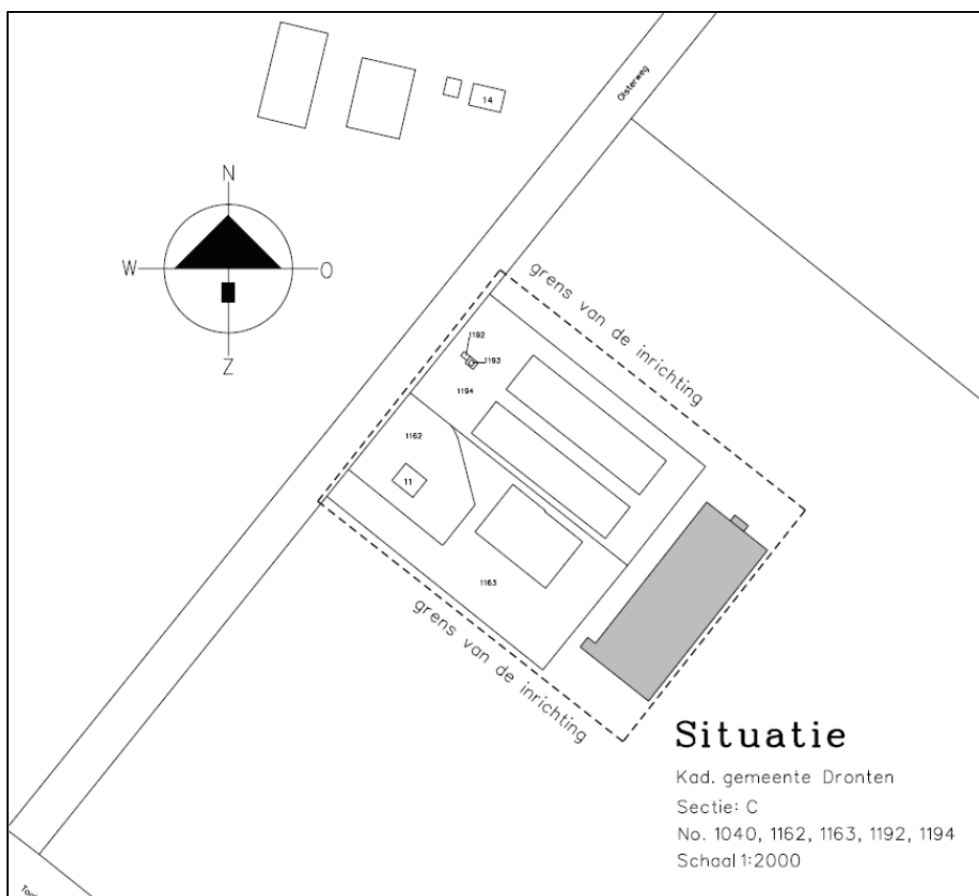 Olsterweg
14
N
W
O
Z
grens van de inrichting
1192
1193
1194
1162
11
1163
grens van de inrichting
Situatie
Kad. gemeente Dronten
Sectie: C
No. 1040, 1162, 1163, 1192, 1194
Schaal 1:2000